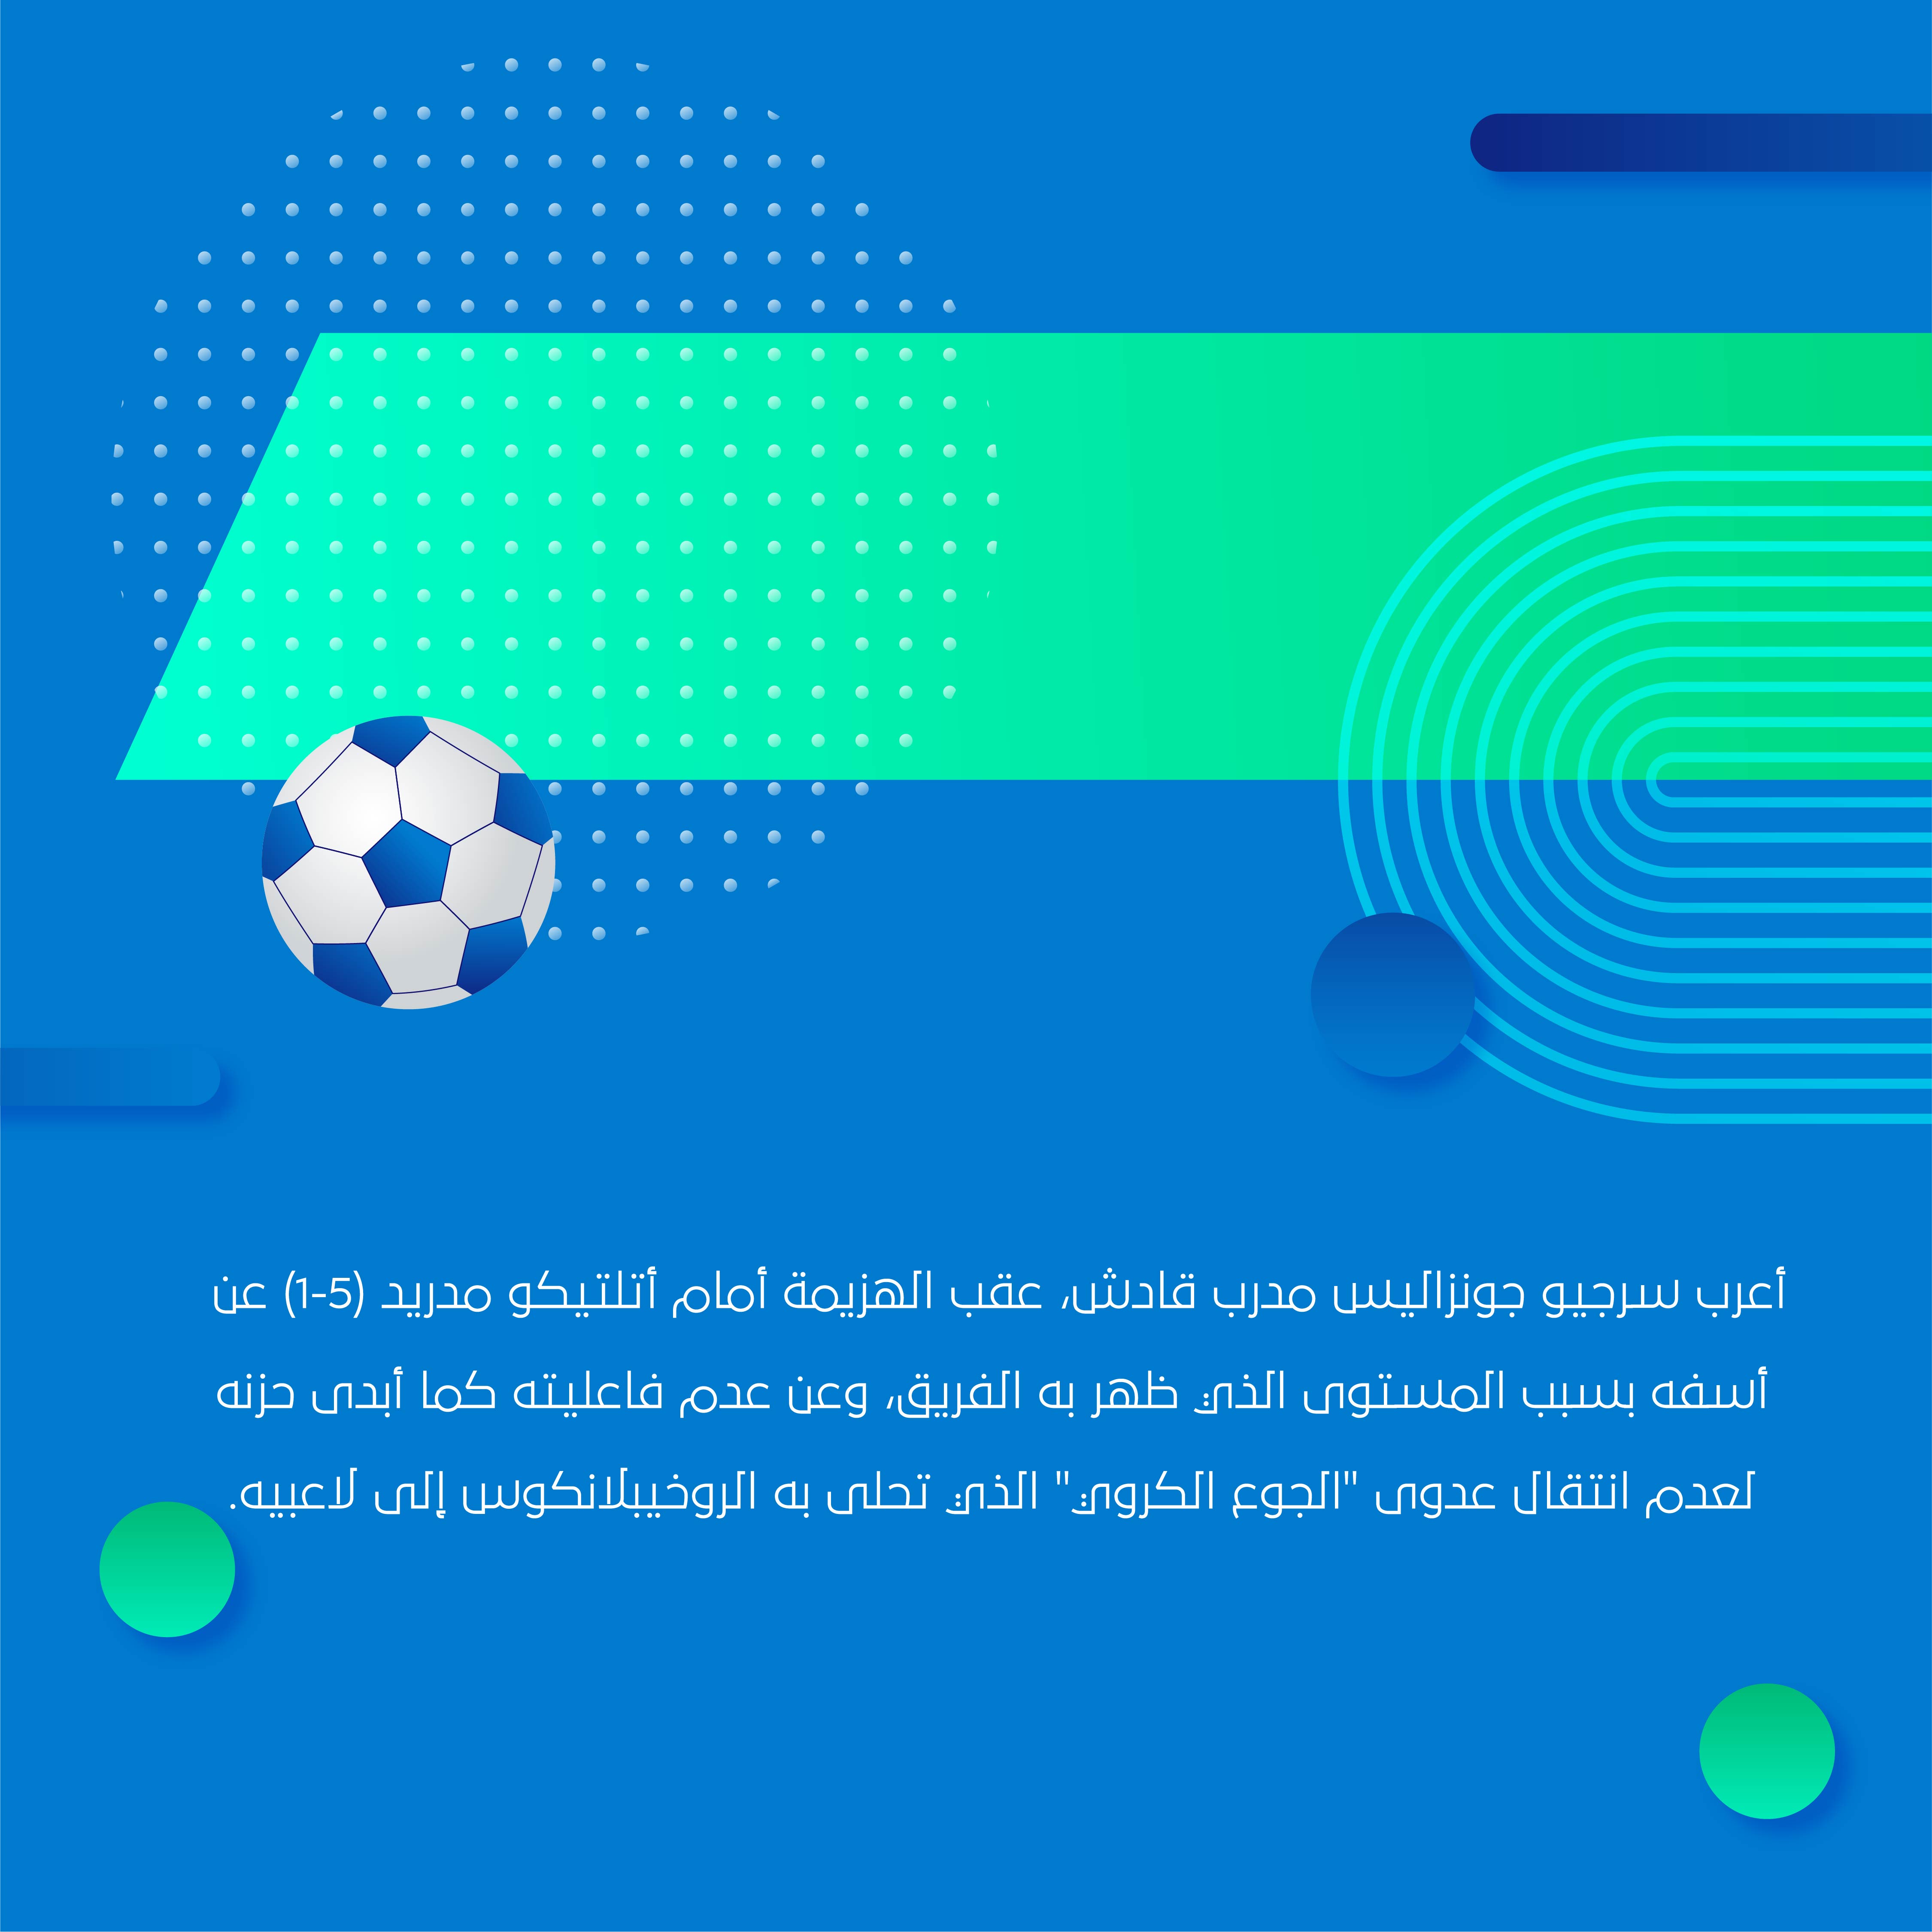 أعرب سرجيو جونزاليس مدرب قادش، عقب الهزيمة أمام أتلتيكو مدريد (5-1) عن
أسفه بسبب المستوى الذي ظهر به الفريق، وعن عدم فاعليته كما أبدى حزنه
لعدم انتقال عدوى "الجوع الكروي" الذي تحلى به الروخيبلانكوس إلى لاعبيه.